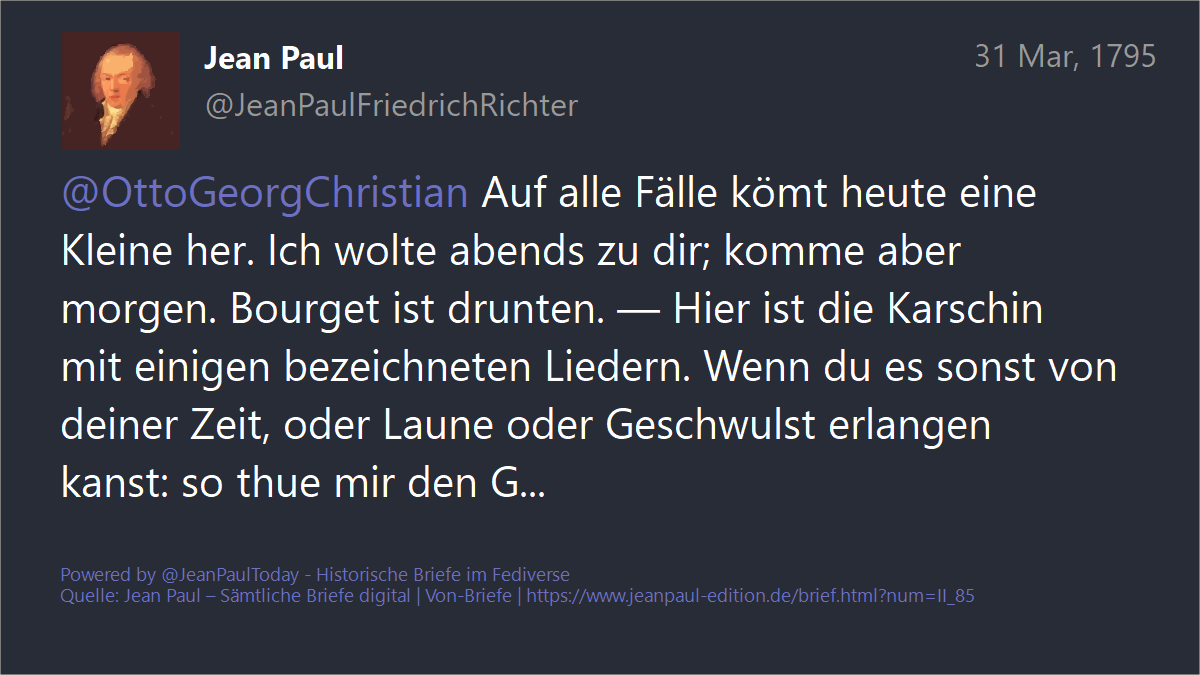 Jean Paul
31 Mar, 1795
@JeanPaulFriedrichRichter
@OttoGeorgChristian Auf alle Fälle kömt heute eine
Kleine her. Ich wolte abends zu dir; komme aber
morgen. Bourget ist drunten. — Hier ist die Karschin
mit einigen bezeichneten Liedern. Wenn du es sonst von
deiner Zeit, oder Laune oder Geschwulst erlangen
kanst: so thue mir den G...
Powered by @JeanPaulToday - Historische Briefe im Fediverse
Quelle: Jean Paul – Sämtliche Briefe digital | Von-Briefe | https://www.jeanpaul-edition.de/brief.html?num=II_85